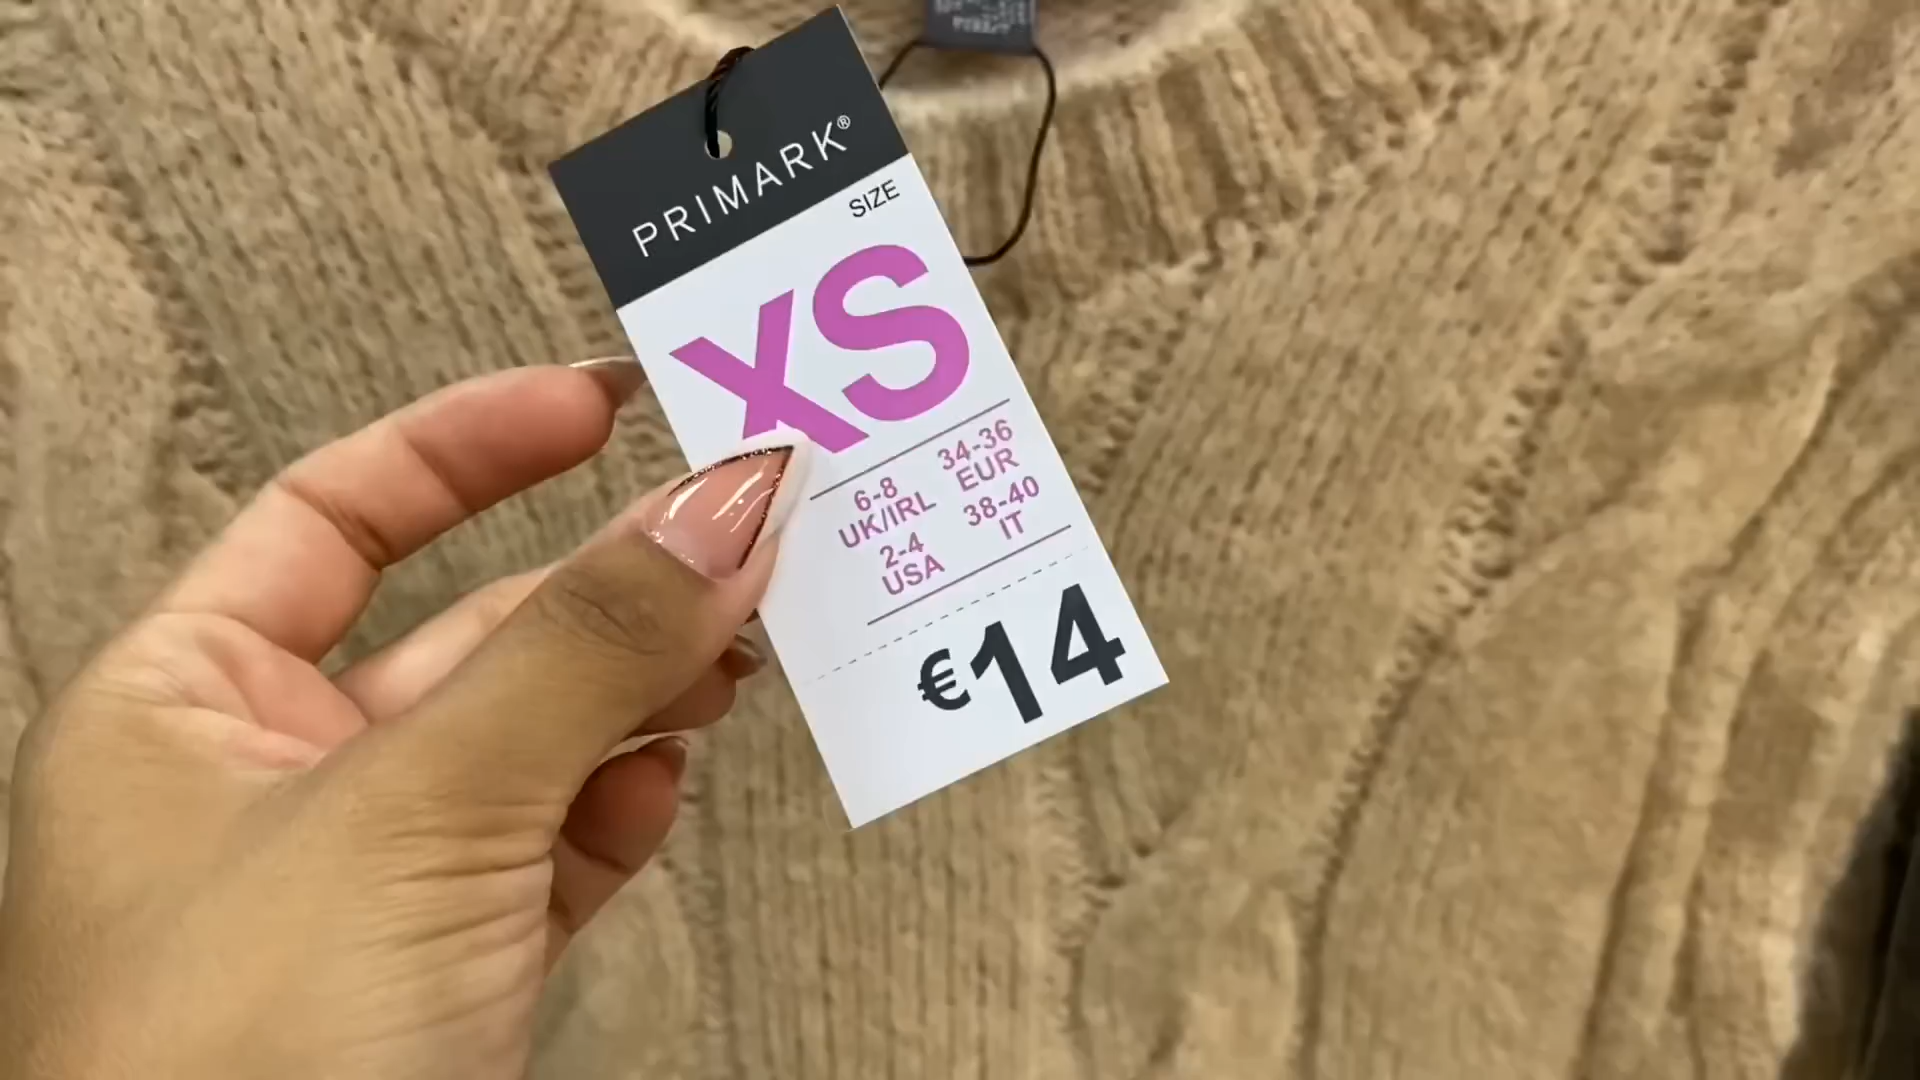 PRIMARK®
SIZE
XS
6-8
UK/IRL
34-36
EUR
2-4
USA
38-40
IT
€14